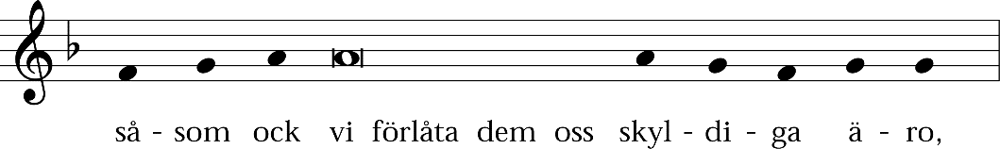 så - som ock vi förlåta dem oss skyl - di - ga ä - ro,